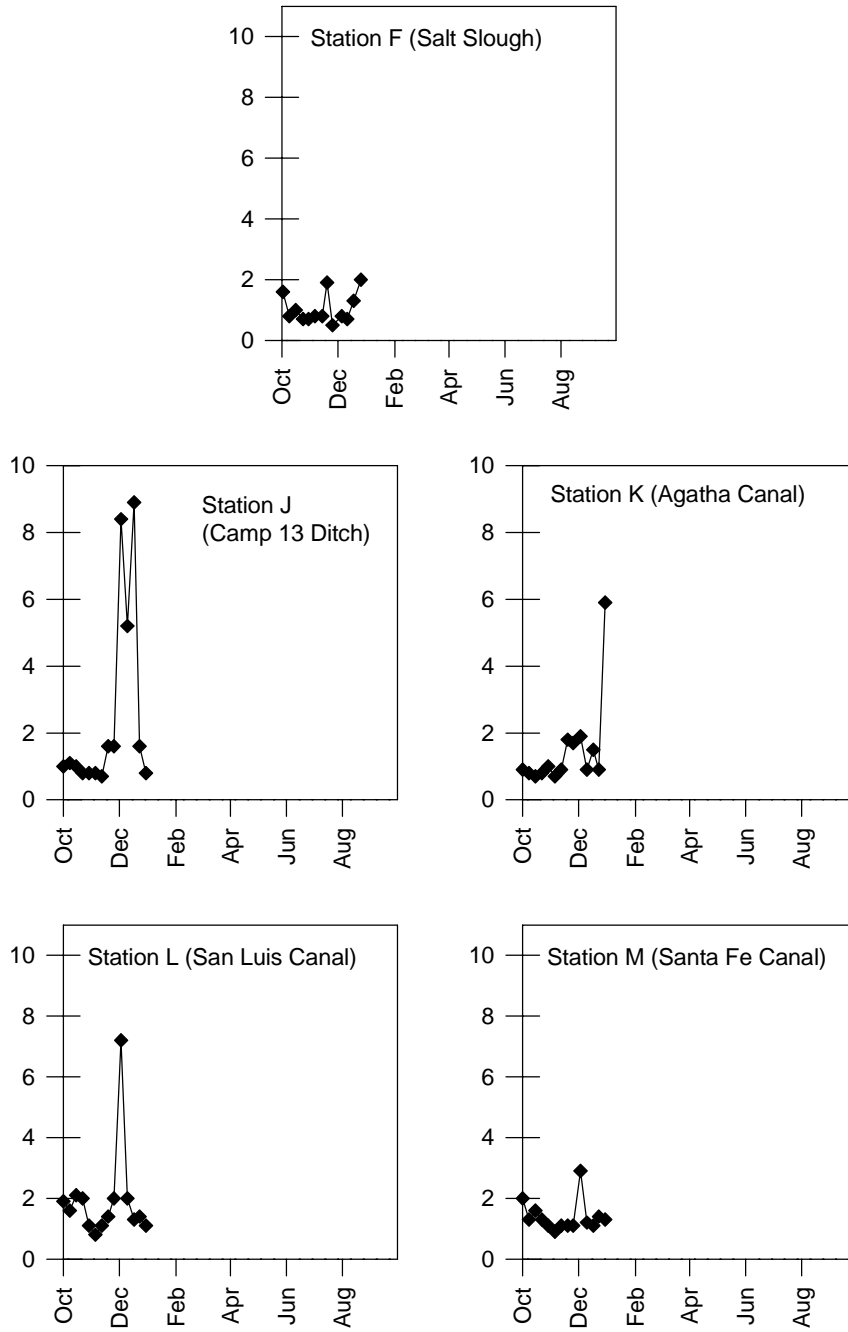 Station F (Salt Slough)
10
8
6
4
2
0
Oct
Dec
Feb
Apr
Jun
Aug
Station J
(Camp 13 Ditch)
10
8
6
4
2
0
Oct
Dec
Feb
Apr
Jun
Aug
Station K (Agatha Canal)
10
8
6
4
2
0
Oct
Dec
Feb
Apr
Jun
Aug
Station L (San Luis Canal)
10
8
6
4
2
0
Oct
Dec
Feb
Apr
Jun
Aug
Station M (Santa Fe Canal)
10
8
6
4
2
0
Oct
Dec
Feb
Apr
Jun
Aug